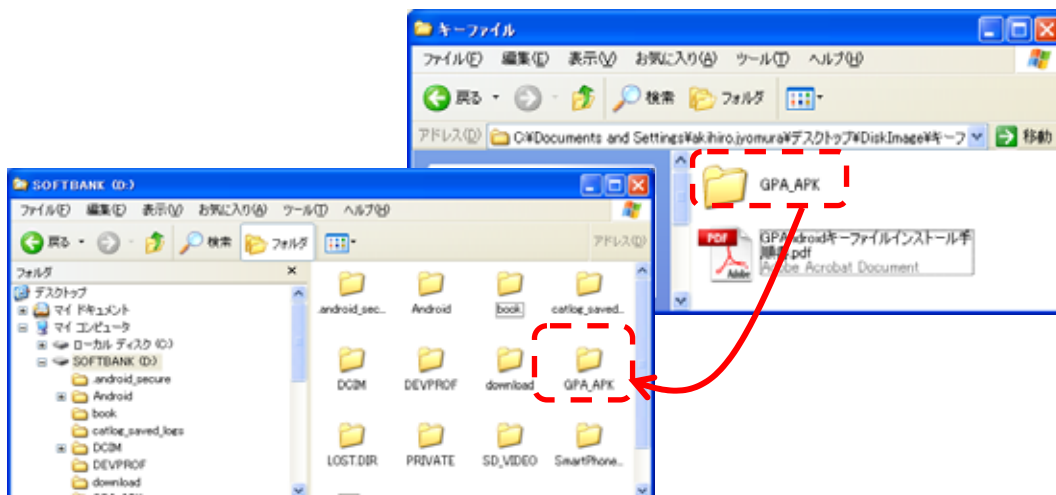 キーファイル
ファイル(F) 編集(E) 表示(V) お気に入り(A) ツール(T) ヘルプ(H)
戻る 検索 フォルダ
アドレス(D) C:¥Documents and Settings¥akihiro.jyomura¥デスクトップ¥DiskImage¥キーフ 移動
GPA_APK
PDF
Adobe
GPAndroidキーファイルインストール手
順書.pdf
Adobe Acrobat Document
SOFTBANK (D:)
ファイル(F) 編集(E) 表示(V) お気に入り(A) ツール(T) ヘルプ(H)
戻る 検索 フォルダ アドレス(D)
フォルダ ×
デスクトップ
マイ ドキュメント
マイ コンピュータ
ローカル ディスク (C:)
SOFTBANK (D:)
.android_secure
Android
book
catlog_saved_logs
DCIM
DEVPROF
download
GPA_APK
.android_sec... Android book catlog_saved...
DCIM DEVPROF download GPA_APK
LOST.DIR PRIVATE SD_VIDEO SmartPhone...